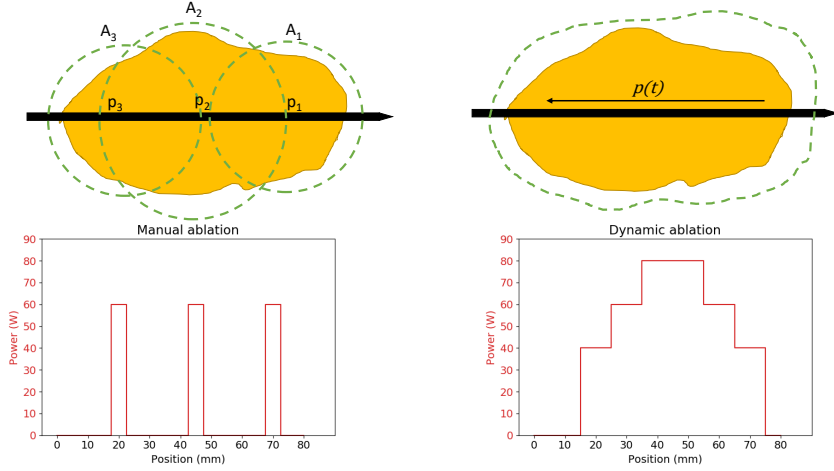 A₂
A₃
A₁
p₃
p₂
p₁
p(t)
Manual ablation
90
80
70
60
50
40
30
20
10
0
Power (W)
0 10 20 30 40 50 60 70 80
Position (mm)
Dynamic ablation
90
80
70
60
50
40
30
20
10
0
Power (W)
0 10 20 30 40 50 60 70 80
Position (mm)